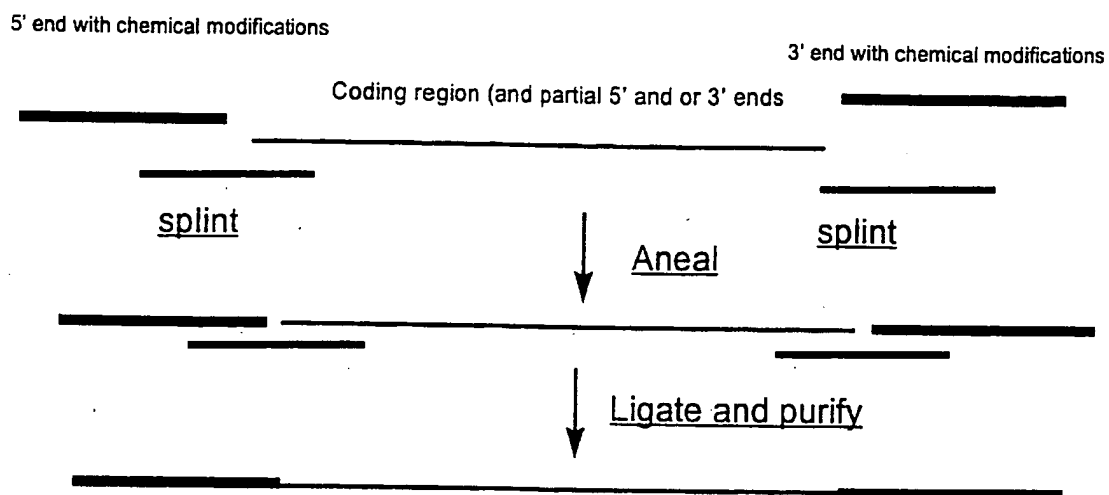 5' end with chemical modifications
3' end with chemical modifications
Coding region (and partial 5' and or 3' ends
splint
splint
Aneal
Ligate and purify